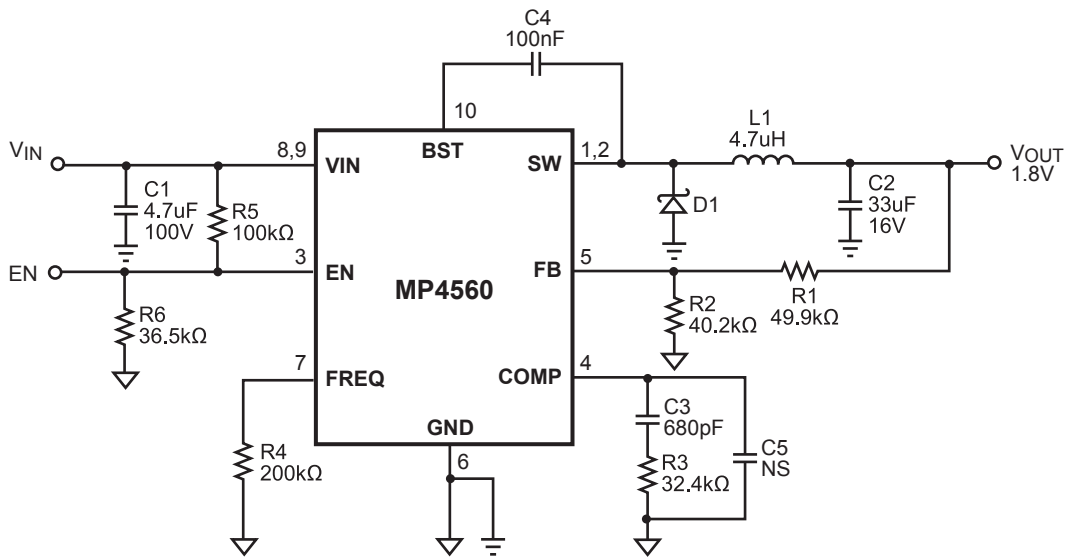 C4
100nF
10
L1
4.7uH
VIN
8,9
VIN
BST
SW
1,2
VOUT
1.8V
C1
4.7uF
100V
R5
100kΩ
D1
C2
33uF
16V
EN
3
EN
MP4560
FB
5
R1
49.9kΩ
R6
36.5kΩ
R2
40.2kΩ
7
FREQ
COMP
4
GND
6
R4
200kΩ
C3
680pF
R3
32.4kΩ
C5
NS